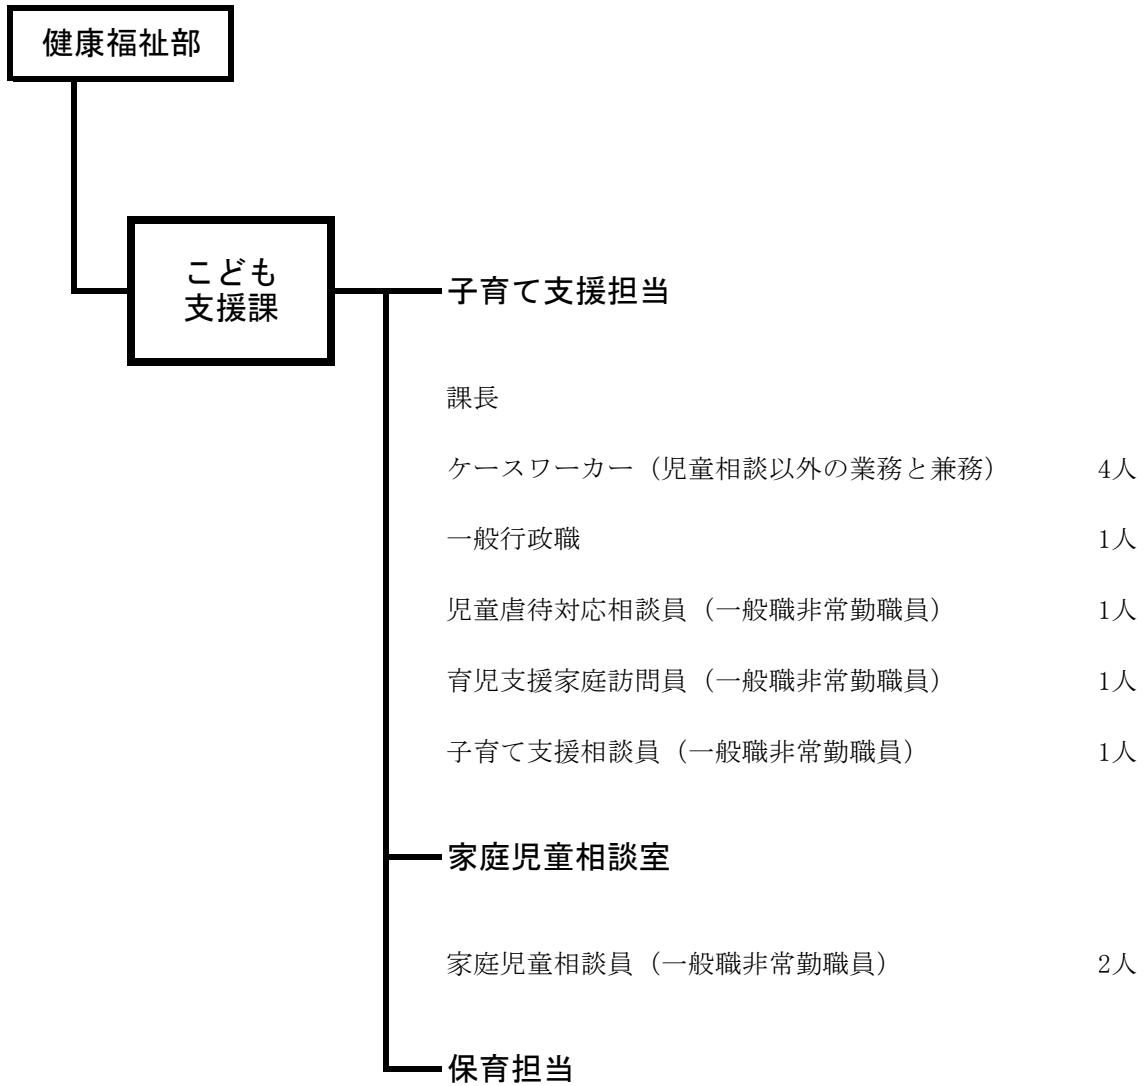 健康福祉部
こども
支援課
子育て支援担当
課長
ケースワーカー（児童相談以外の業務と兼務） 4人
一般行政職 1人
児童虐待対応相談員（一般職非常勤職員） 1人
育児支援家庭訪問員（一般職非常勤職員） 1人
子育て支援相談員（一般職非常勤職員） 1人
家庭児童相談室
家庭児童相談員（一般職非常勤職員） 2人
保育担当